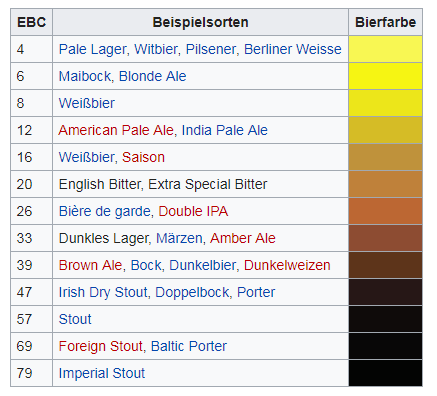 EBC Beispielsorten Bierfarbe
4 Pale Lager, Witbier, Pilsener, Berliner Weisse
6 Maibock, Blonde Ale
8 Weißbier
12 American Pale Ale, India Pale Ale
16 Weißbier, Saison
20 English Bitter, Extra Special Bitter
26 Bière de garde, Double IPA
33 Dunkles Lager, Märzen, Amber Ale
39 Brown Ale, Bock, Dunkelbier, Dunkelweizen
47 Irish Dry Stout, Doppelbock, Porter
57 Stout
69 Foreign Stout, Baltic Porter
79 Imperial Stout